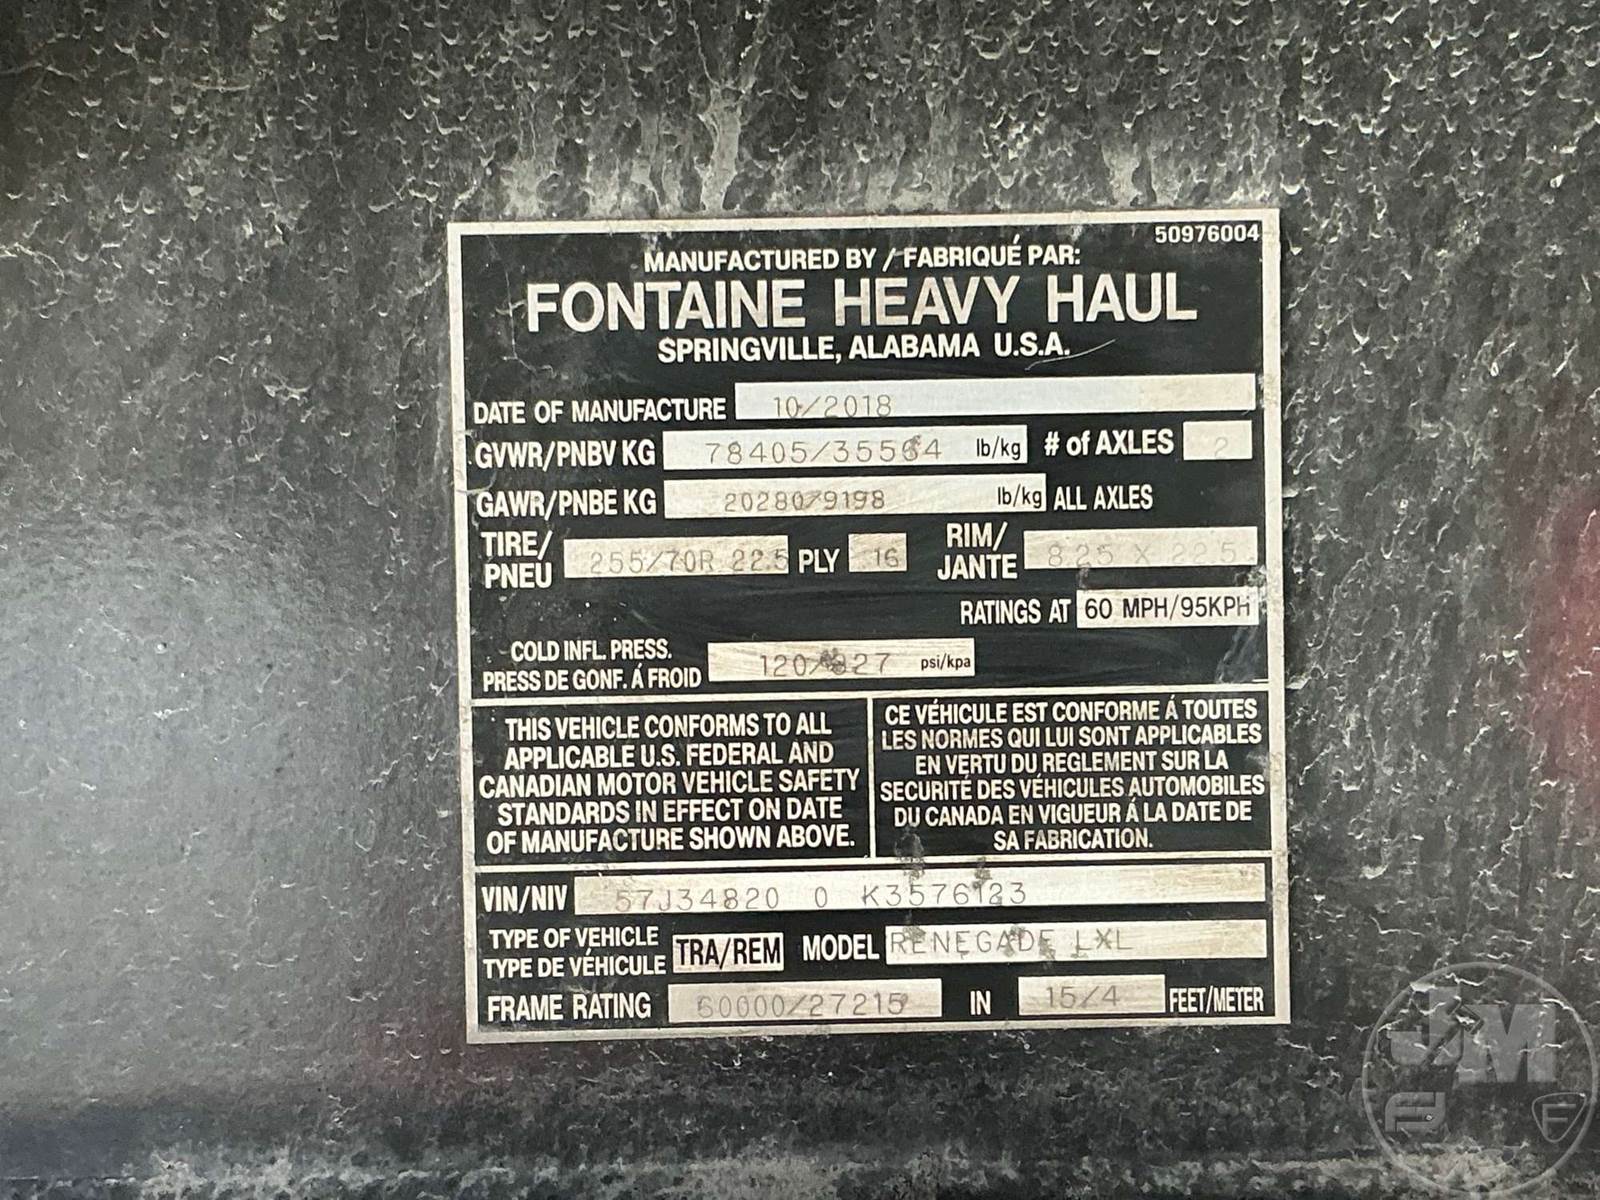 50976004
MANUFACTURED BY / FABRIQUÉ PAR:
FONTAINE HEAVY HAUL
SPRINGVILLE, ALABAMA U.S.A.
DATE OF MANUFACTURE 10/2018
GVWR/PNBV KG 78405/35564 lb/kg # of AXLES 2
GAWR/PNBE KG 20280/9198 lb/kg ALL AXLES
TIRE/ PNEU 255/70R 22.5 PLY 16 RIM/ JANTE 8.25 X 22.5
RATINGS AT 60 MPH/95KPH
COLD INFL. PRESS.
PRESS DE GONF. Á FROID 120/827 psi/kpa
THIS VEHICLE CONFORMS TO ALL
APPLICABLE U.S. FEDERAL AND
CANADIAN MOTOR VEHICLE SAFETY
STANDARDS IN EFFECT ON DATE
OF MANUFACTURE SHOWN ABOVE.
CE VÉHICULE EST CONFORME Á TOUTES
LES NORMES QUI LUI SONT APPLICABLES
EN VERTU DU REGLEMENT SUR LA
SECURITÉ DES VÉHICULES AUTOMOBILES
DU CANADA EN VIGUEUR Á LA DATE DE
SA FABRICATION.
VIN/NIV 57J34820 0 K3576123
TYPE OF VEHICLE
TYPE DE VÉHICULE TRA/REM MODEL RENEGADE LXL
FRAME RATING 60000/27215 IN 15/4 FEET/METER
JM